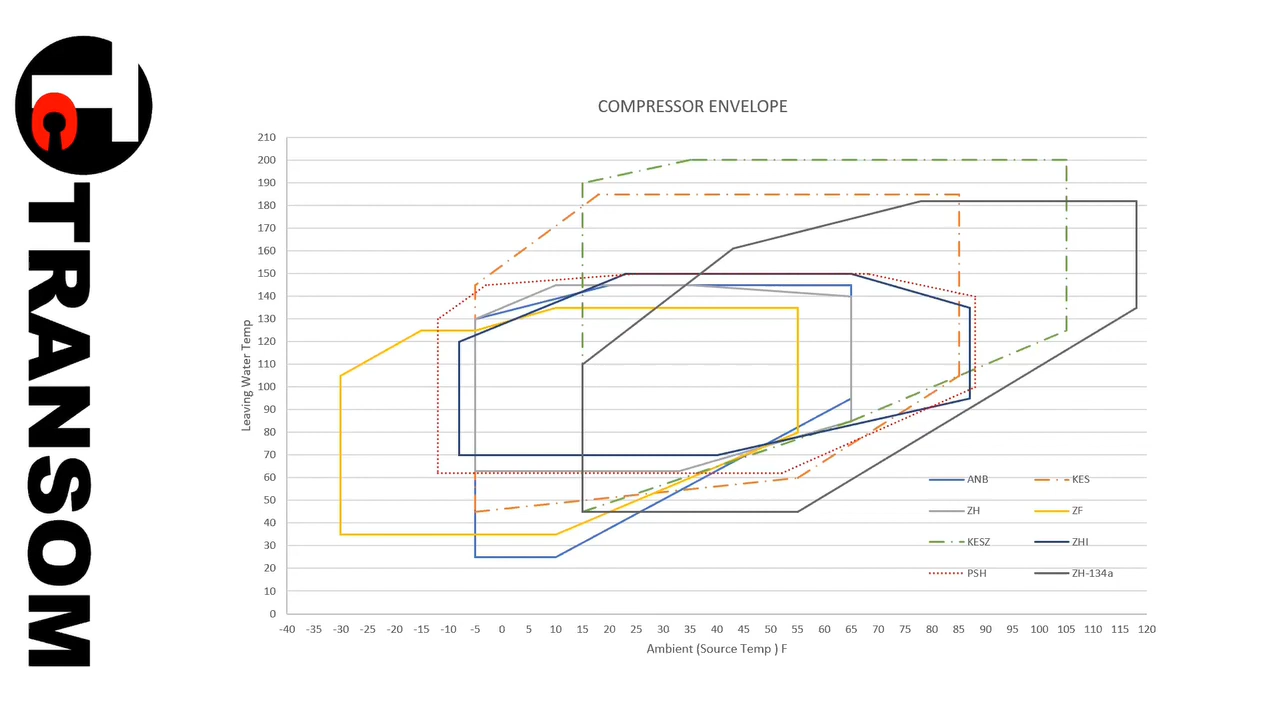 TC
TRANSOM
COMPRESSOR ENVELOPE
Leaving Water Temp
210
200
190
180
170
160
150
140
130
120
110
100
90
80
70
60
50
40
30
20
10
0
-40 -35 -30 -25 -20 -15 -10 -5 0 5 10 15 20 25 30 35 40 45 50 55 60 65 70 75 80 85 90 95 100 105 110 115 120
Ambient (Source Temp ) F
ANB KES
ZH ZF
KESZ ZHI
PSH ZH-134a